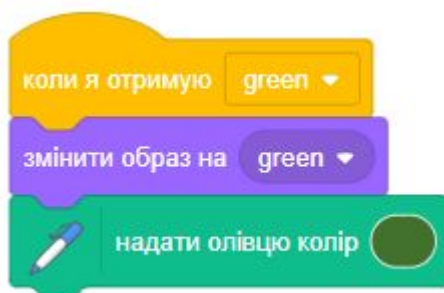 коли я отримую green
змінити образ на green
надати олівцю колір